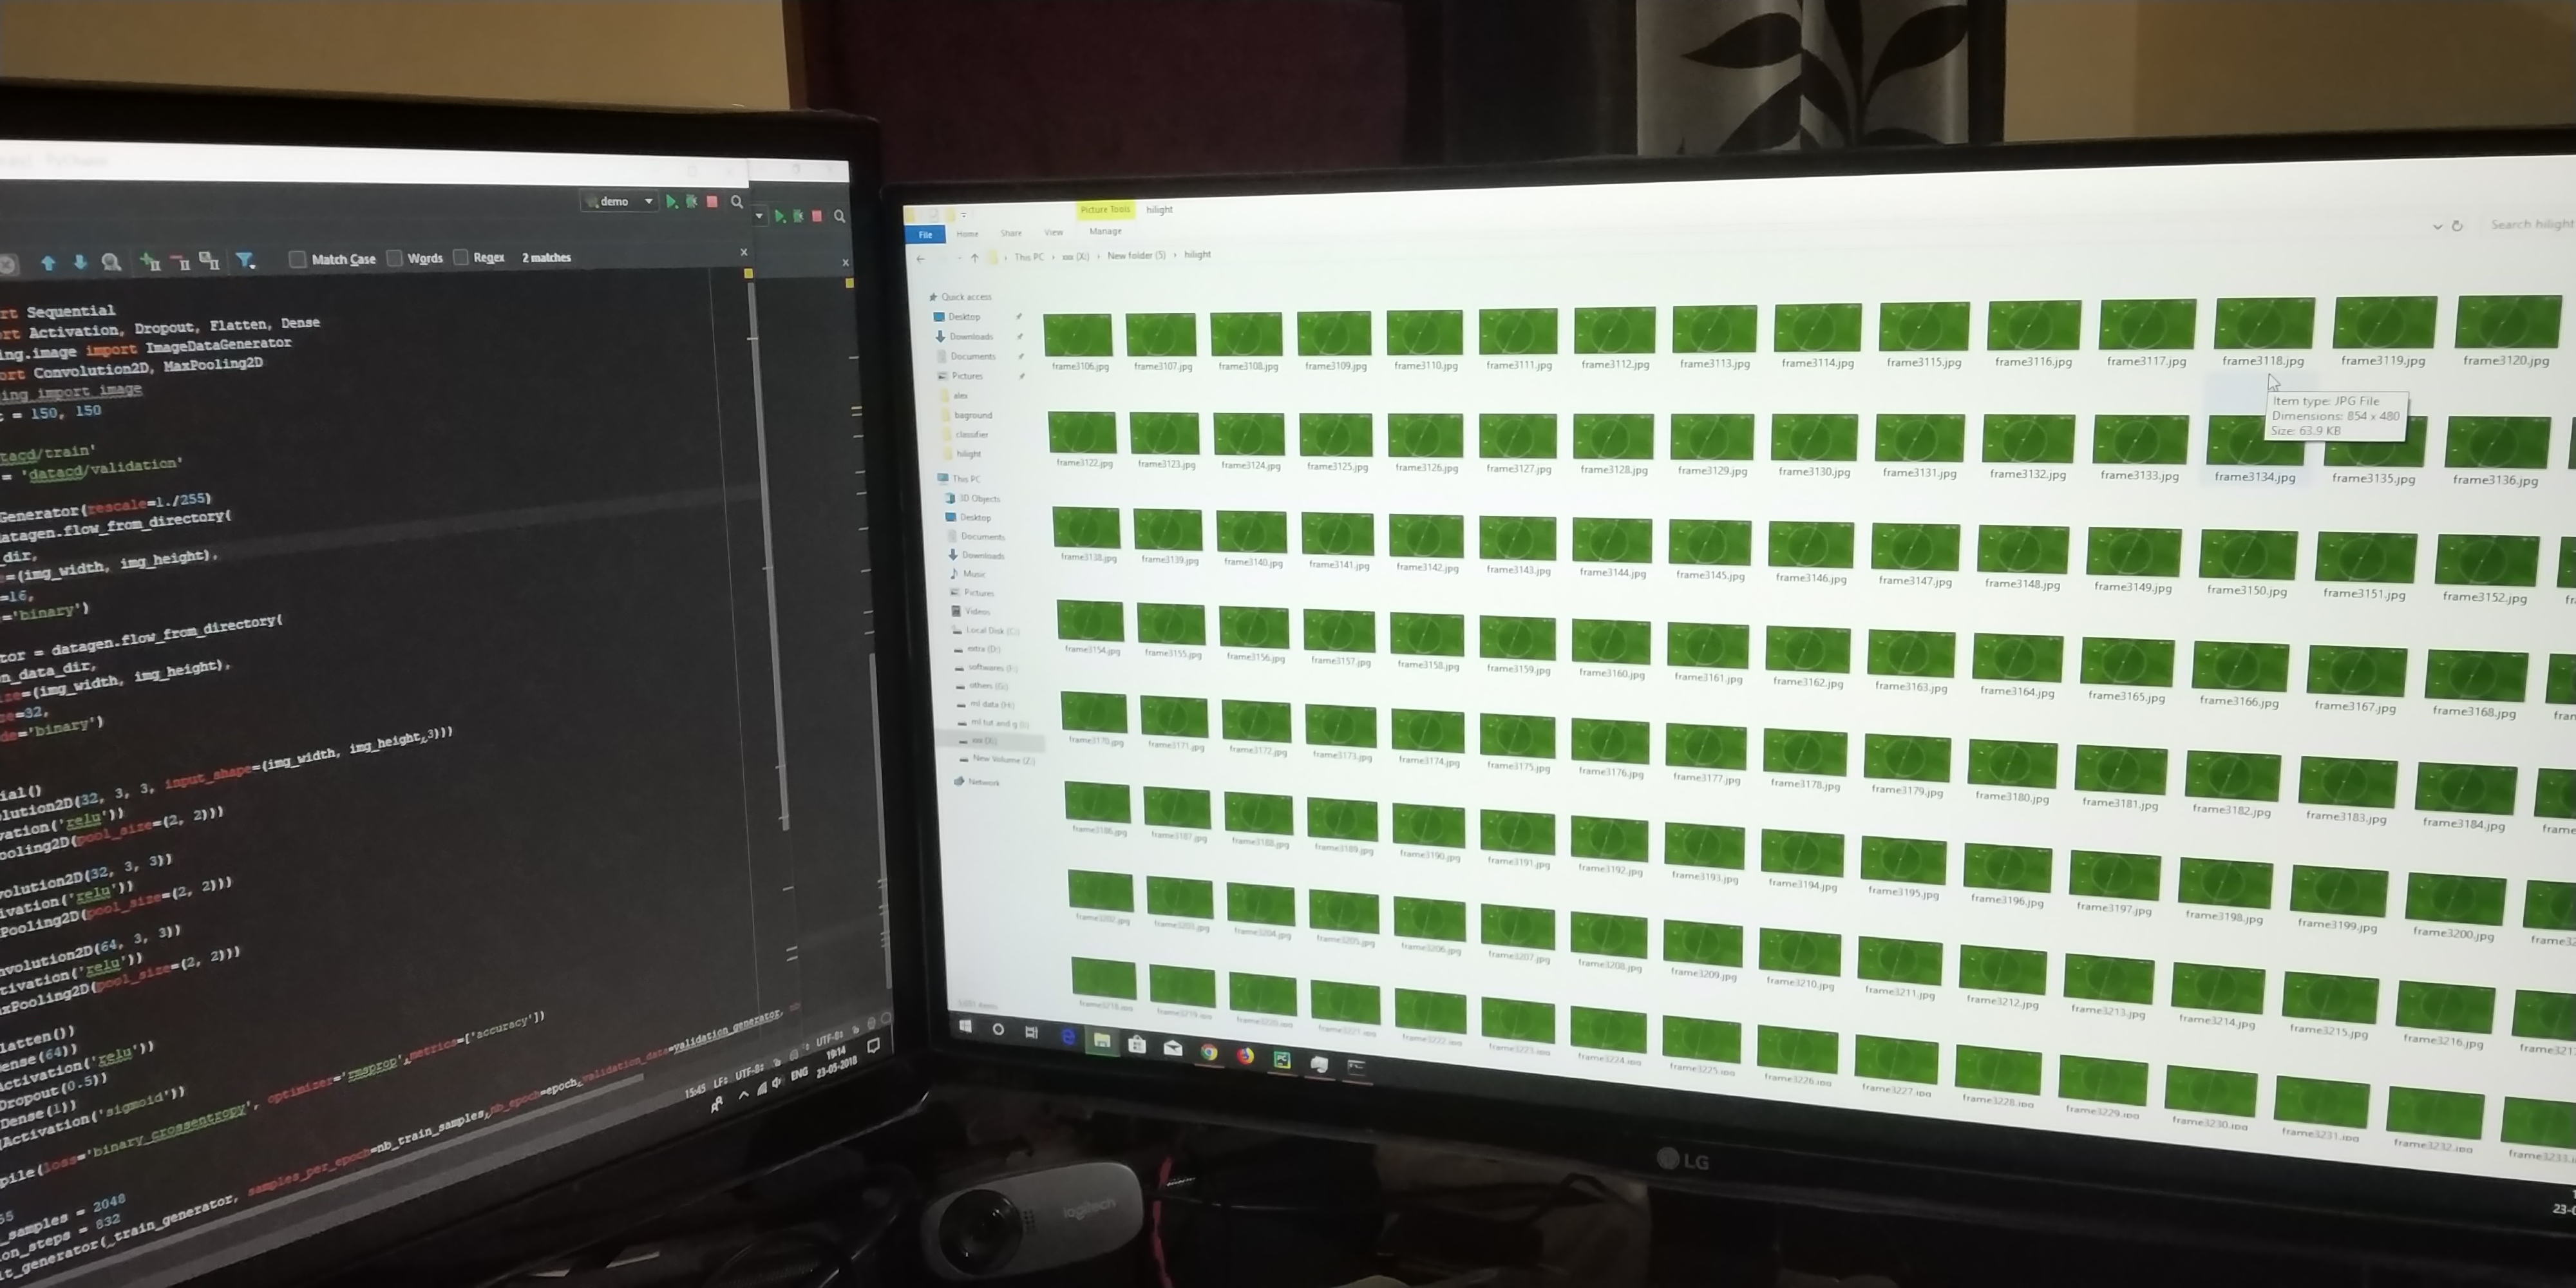 demo
Match Case Words Regex 2 matches
rt Sequential
rt Activation, Dropout, Flatten, Dense
ing.image import ImageDataGenerator
ort Convolution2D, MaxPooling2D
ing import image
= 150, 150
tacd/train'
= 'datacd/validation'
Generator(rescale=1./255)
atagen.flow_from_directory(
dir,
=(img_width, img_height),
=16,
='binary')
tor = datagen.flow_from_directory(
n_data_dir,
ize=(img_width, img_height),
ze=32,
de='binary')
ial()
olution2D(32, 3, 3, input_shape=(img_width, img_height,3)))
vation('relu'))
ooling2D(pool_size=(2, 2)))
volution2D(32, 3, 3))
ivation('relu'))
Pooling2D(pool_size=(2, 2)))
nvolution2D(64, 3, 3))
tivation('relu'))
axPooling2D(pool_size=(2, 2)))
latten())
ense(64))
Activation('relu'))
Dropout(0.5))
Dense(1))
Activation('sigmoid'))
pile(loss='binary_crossentropy', optimizer='rmsprop',metrics=['accuracy'])
_samples = 2048
on_steps = 832
it_generator(_train_generator, samples_per_epoch=nb_train_samples,nb_epoch=epoch,validation_data=validation_generator,
15:45 LF: UTF-8:
UTF-8:
ENG
19:14
23-05-2018
Picture Tools hilight
File Home Share View Manage
This PC › xxx (X:) › New folder (5) › hilight
Search hilight
Quick access
Desktop
Downloads
Documents
Pictures
alex
baground
classifier
hilight
This PC
3D Objects
Desktop
Documents
Downloads
Music
Pictures
Videos
Local Disk (C:)
extra (D:)
softwares (F:)
others (G:)
ml data (H:)
ml tut and g
xxx (X:)
New Volume (Z:)
Network
frame3106.jpg frame3107.jpg frame3108.jpg frame3109.jpg frame3110.jpg frame3111.jpg frame3112.jpg frame3113.jpg frame3114.jpg frame3115.jpg frame3116.jpg frame3117.jpg frame3118.jpg frame3119.jpg frame3120.jpg
Item type: JPG File
Dimensions: 854 x 480
Size: 63.9 KB
frame3122.jpg frame3123.jpg frame3124.jpg frame3125.jpg frame3126.jpg frame3127.jpg frame3128.jpg frame3129.jpg frame3130.jpg frame3131.jpg frame3132.jpg frame3133.jpg frame3134.jpg frame3135.jpg frame3136.jpg
frame3138.jpg frame3139.jpg frame3140.jpg frame3141.jpg frame3142.jpg frame3143.jpg frame3144.jpg frame3145.jpg frame3146.jpg frame3147.jpg frame3148.jpg frame3149.jpg frame3150.jpg frame3151.jpg frame3152.jpg
frame3154.jpg frame3155.jpg frame3156.jpg frame3157.jpg frame3158.jpg frame3159.jpg frame3160.jpg frame3161.jpg frame3162.jpg frame3163.jpg frame3164.jpg frame3165.jpg frame3166.jpg frame3167.jpg frame3168.jpg
frame3170.jpg frame3171.jpg frame3172.jpg frame3173.jpg frame3174.jpg frame3175.jpg frame3176.jpg frame3177.jpg frame3178.jpg frame3179.jpg frame3180.jpg frame3181.jpg frame3182.jpg frame3183.jpg frame3184.jpg
frame3186.jpg frame3187.jpg frame3188.jpg frame3189.jpg frame3190.jpg frame3191.jpg frame3192.jpg frame3193.jpg frame3194.jpg frame3195.jpg frame3196.jpg frame3197.jpg frame3198.jpg frame3199.jpg frame3200.jpg
frame3202.jpg frame3203.jpg frame3204.jpg frame3205.jpg frame3206.jpg frame3207.jpg frame3208.jpg frame3209.jpg frame3210.jpg frame3211.jpg frame3212.jpg frame3213.jpg frame3214.jpg frame3215.jpg frame3216.jpg
frame3218.jpg frame3219.jpg frame3220.jpg frame3221.jpg frame3222.jpg frame3223.jpg frame3224.jpg frame3225.jpg frame3226.jpg frame3227.jpg frame3228.jpg frame3229.jpg frame3230.jpg frame3231.jpg frame3232.jpg
LG
logitech